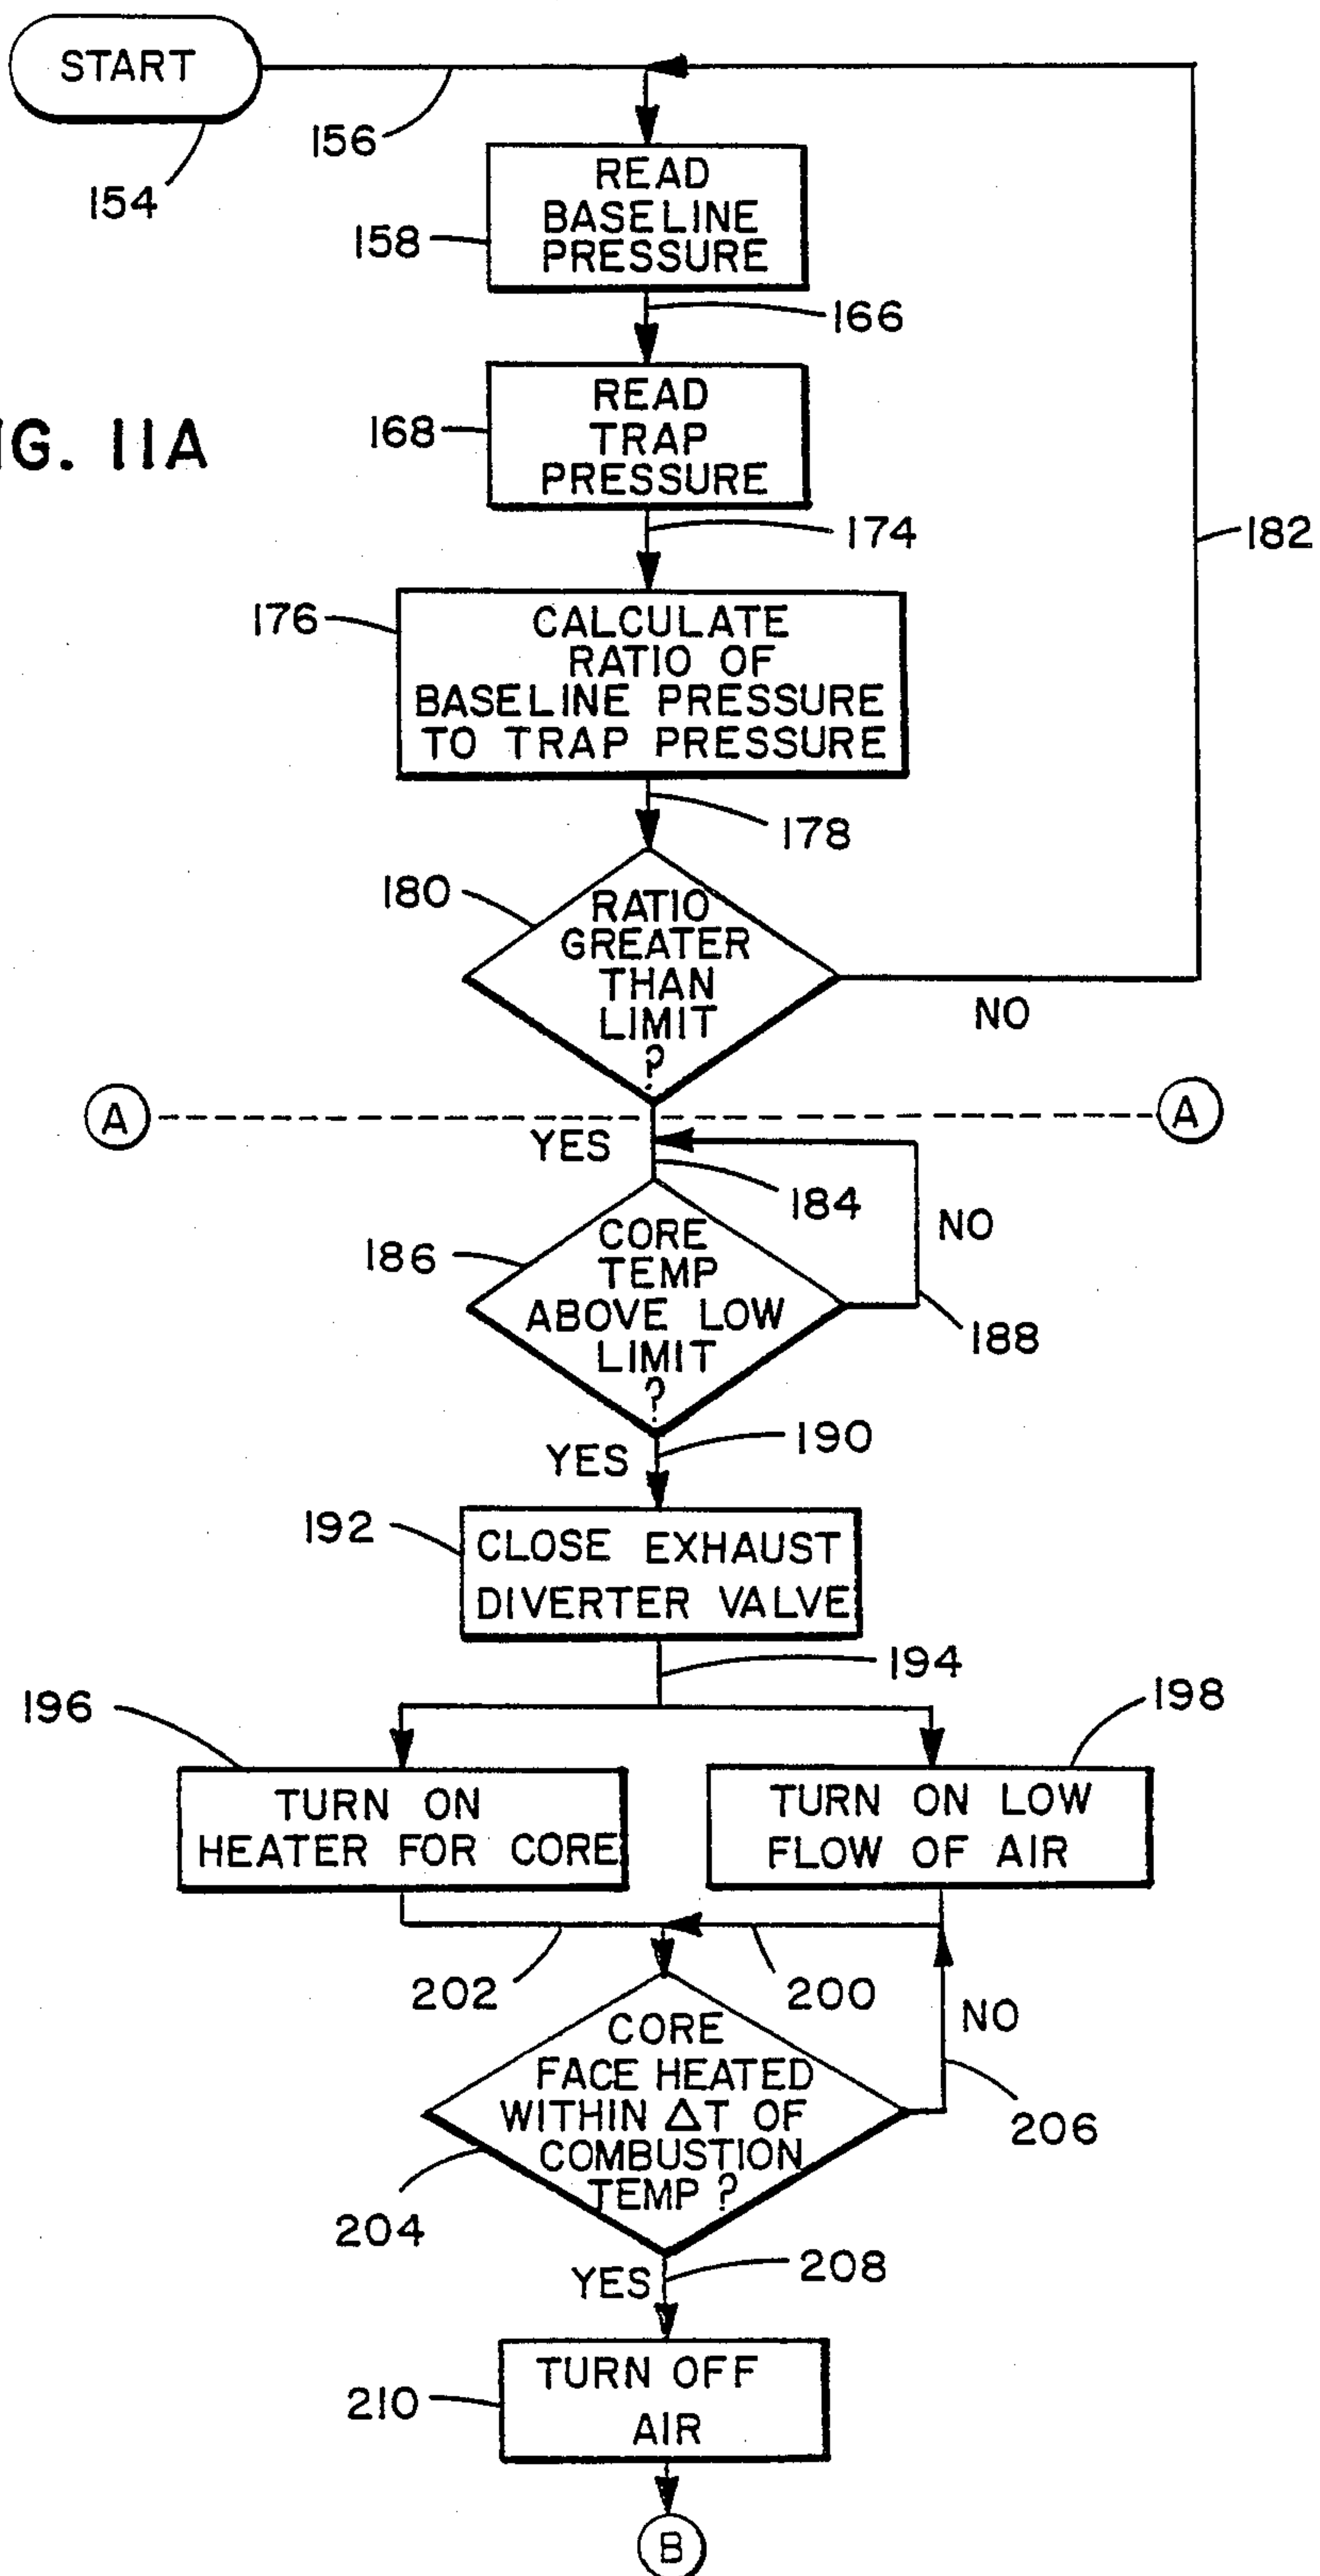 START
156
154
READ
BASELINE
PRESSURE
158
166
READ
TRAP
PRESSURE
168
IG. 11A
174
182
176
CALCULATE
RATIO OF
BASELINE PRESSURE
TO TRAP PRESSURE
178
180
RATIO
GREATER
THAN
LIMIT
?
NO
A
A
YES
184
186
CORE
TEMP
ABOVE LOW
LIMIT
?
NO
188
YES
190
192
CLOSE EXHAUST
DIVERTER VALVE
194
196
198
TURN ON
HEATER FOR CORE
TURN ON LOW
FLOW OF AIR
202
200
NO
CORE
FACE HEATED
WITHIN ΔT OF
COMBUSTION
TEMP ?
206
204
YES
208
TURN OFF
AIR
210
B